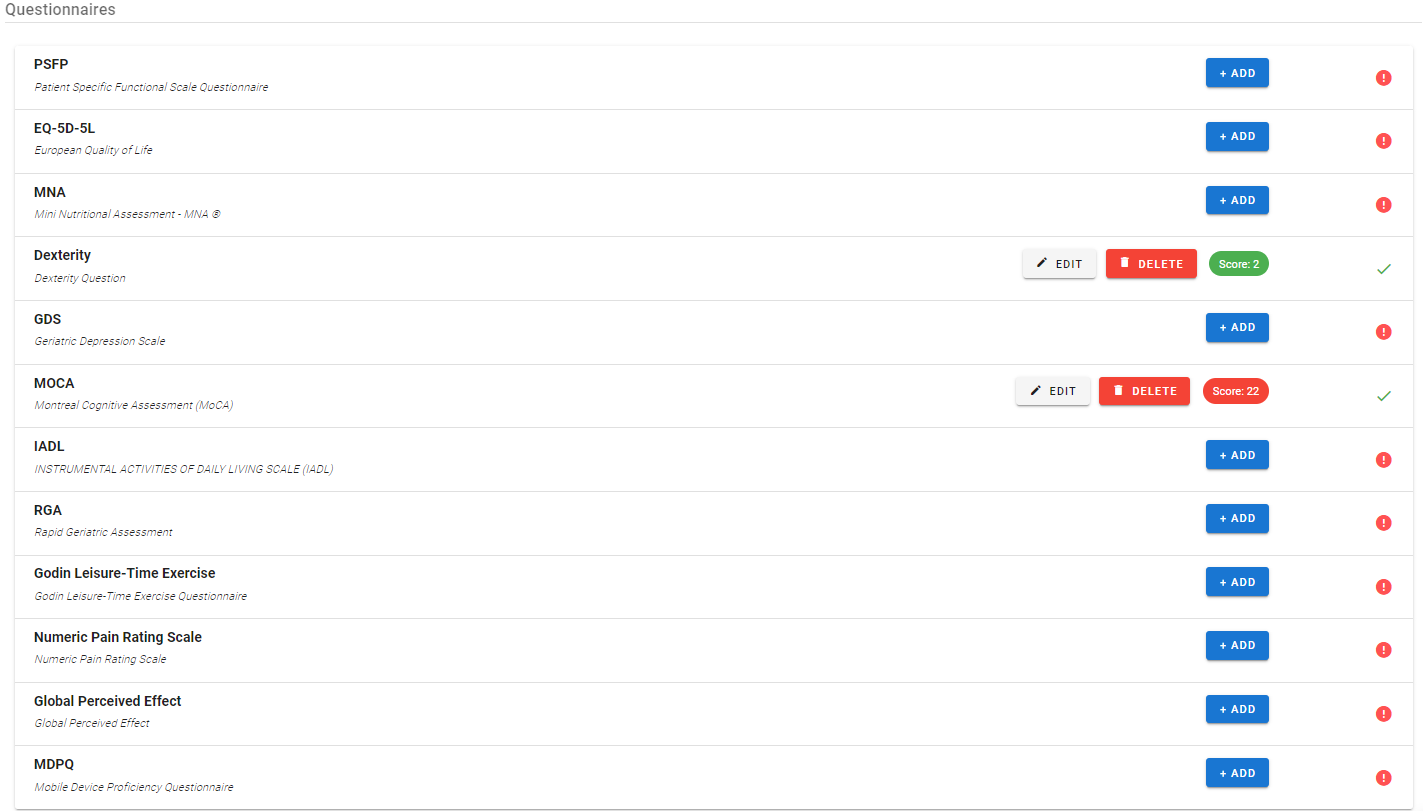 Questionnaires
PSFP
Patient Specific Functional Scale Questionnaire
+ ADD
EQ-5D-5L
European Quality of Life
+ ADD
MNA
Mini Nutritional Assessment - MNA ®
+ ADD
Dexterity
Dexterity Question
EDIT DELETE Score: 2
GDS
Geriatric Depression Scale
+ ADD
MOCA
Montreal Cognitive Assessment (MoCA)
EDIT DELETE Score: 22
IADL
INSTRUMENTAL ACTIVITIES OF DAILY LIVING SCALE (IADL)
+ ADD
RGA
Rapid Geriatric Assessment
+ ADD
Godin Leisure-Time Exercise
Godin Leisure-Time Exercise Questionnaire
+ ADD
Numeric Pain Rating Scale
Numeric Pain Rating Scale
+ ADD
Global Perceived Effect
Global Perceived Effect
+ ADD
MDPQ
Mobile Device Proficiency Questionnaire
+ ADD